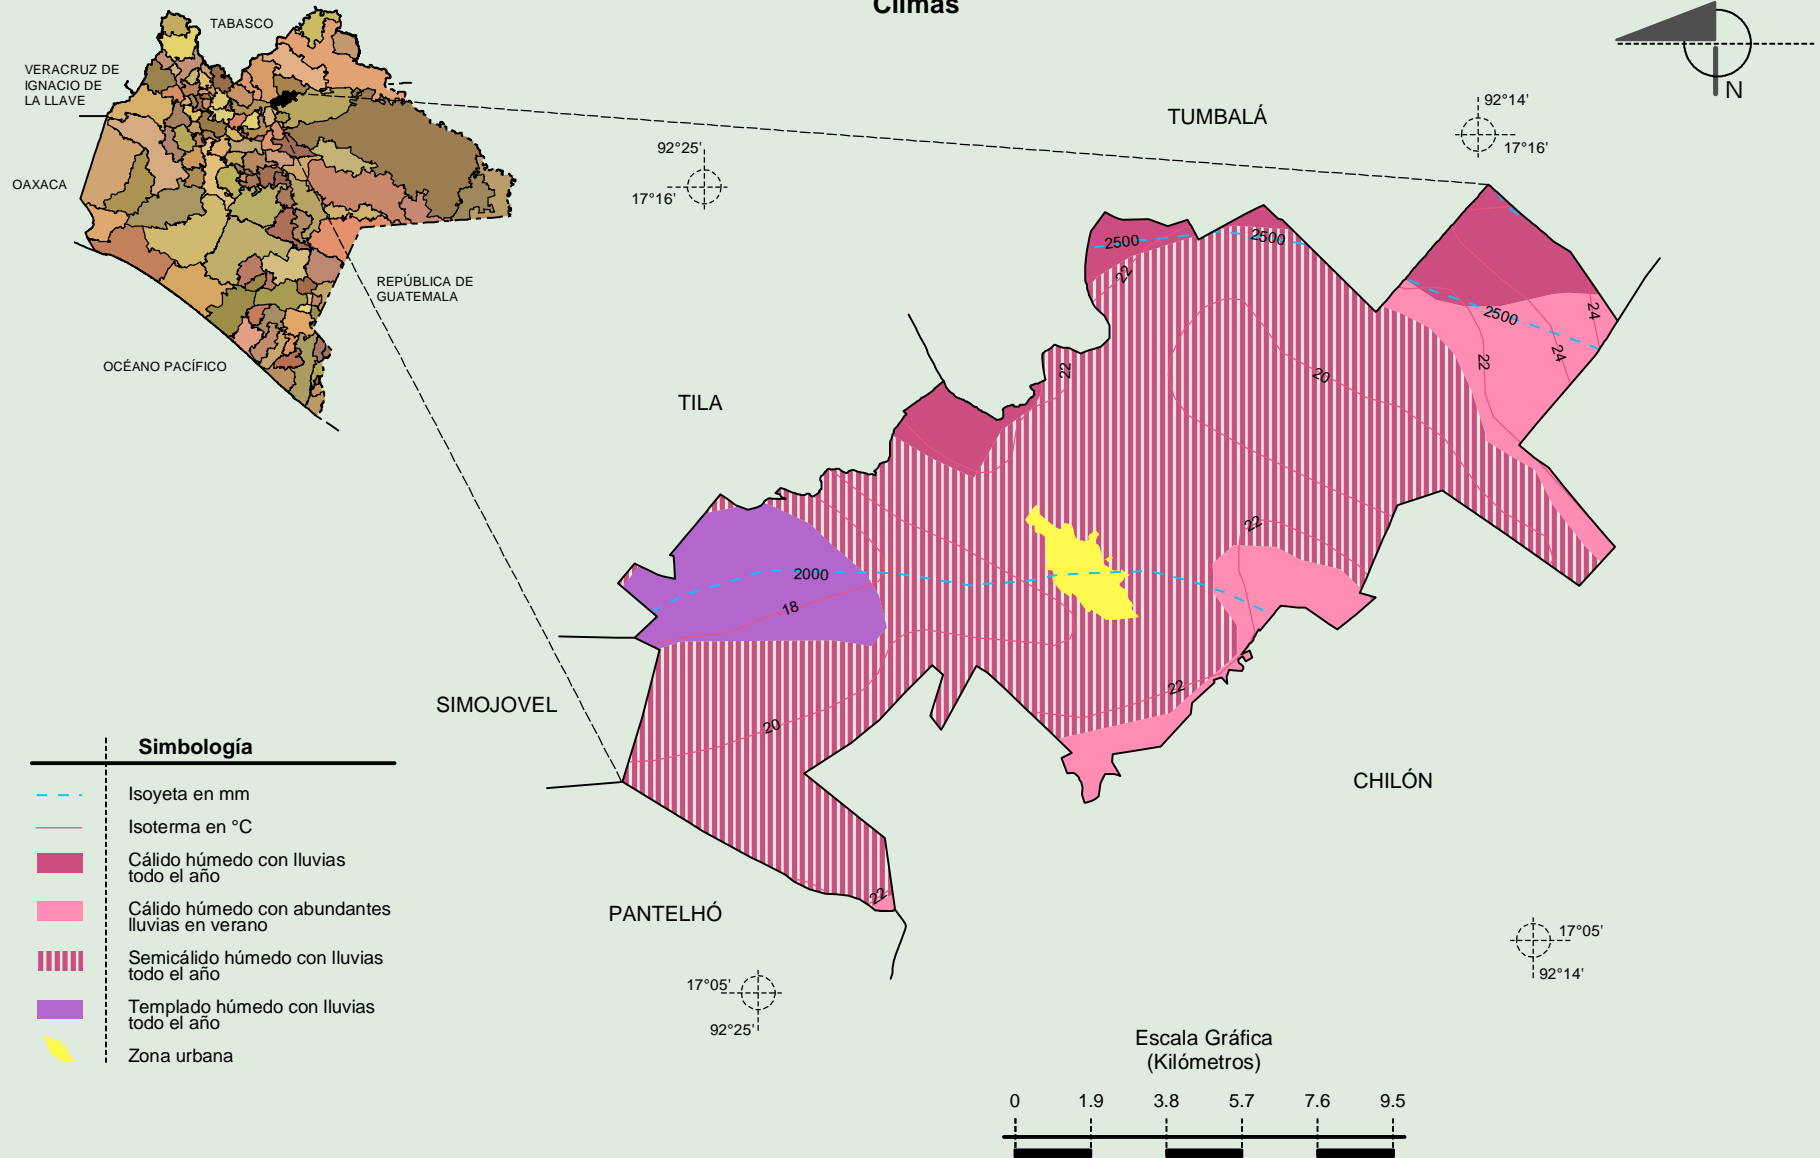 Climas
TABASCO
VERACRUZ DE
IGNACIO DE
LA LLAVE
OAXACA
REPÚBLICA DE
GUATEMALA
OCÉANO PACÍFICO
N
TUMBALÁ
92°25'
17°16'
92°14'
17°16'
2500
2500
22
2500
24
24
22
20
22
TILA
22
2000
18
22
20
22
SIMOJOVEL
CHILÓN
PANTELHÓ
17°05'
92°25'
17°05'
92°14'
Simbología
Isoyeta en mm
Isoterma en °C
Cálido húmedo con lluvias
todo el año
Cálido húmedo con abundantes
lluvias en verano
Semicálido húmedo con lluvias
todo el año
Templado húmedo con lluvias
todo el año
Zona urbana
Escala Gráfica
(Kilómetros)
0 1.9 3.8 5.7 7.6 9.5